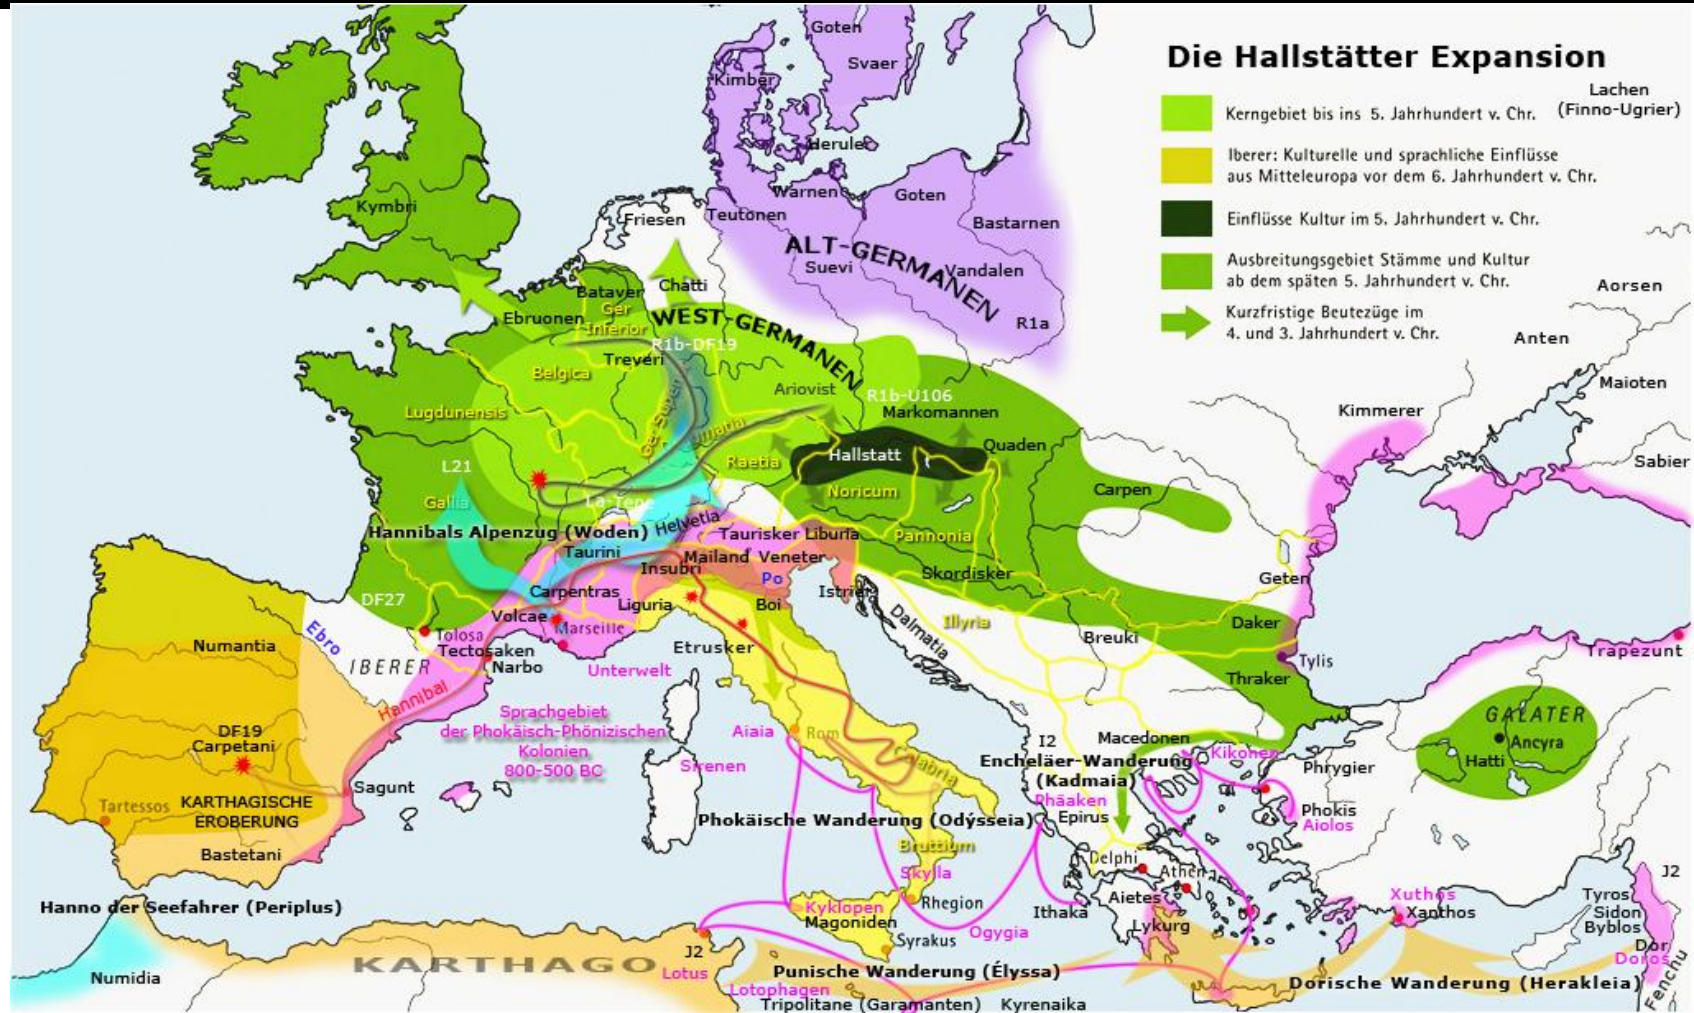 Die Hallstätter Expansion
Kerngebiet bis ins 5. Jahrhundert v. Chr.
Iberer: Kulturelle und sprachliche Einflüsse
aus Mitteleuropa vor dem 6. Jahrhundert v. Chr.
Einflüsse Kultur im 5. Jahrhundert v. Chr.
Ausbreitungsgebiet Stämme und Kultur
ab dem späten 5. Jahrhundert v. Chr.
Kurzfristige Beutezüge im
4. und 3. Jahrhundert v. Chr.
Lachen
(Finno-Ugrier)
Goten
Svaer
Kimber
Heruler
Warnen
Goten
Teutonen
Bastarnen
ALT-GERMANEN
Suevi
Vandalen
R1a
Kymbri
Friesen
Chatti
Bataver
Ger
Inferior
Ebruonen
WEST-GERMANEN
R1b-DF19
Treveri
Belgica
Ariovist
R1b-U106
Markomannen
Lugdunensis
Ger Superi
Quaden
Hallstatt
t
Raetia
Noricum
L21
Gallia
La-Tene
Hannibals Alpenzug (Woden)
Helvetia
Taurisker
Liburia
Pannonia
Carpen
Taurini
Mailand
Veneter
Insubri
Po
Skordisker
Istrier
Carpentras
Liguria
Boi
DF27
Volcae
Marseille
Tolosa
Tectosaken
Narbo
Unterwelt
Etrusker
Dalmatia
Illyria
Breuki
Daker
Geten
Tylis
Thraker
Aorsen
Anten
Maioten
Kimmerer
Sabier
Trapezunt
Ebro
Numantia
IBERER
Hannibal
Sprachgebiet
der Phokäisch-Phönizischen
Kolonien
800-500 BC
DF19
Carpetani
Sagunt
Tartessos
KARTHAGISCHE
EROBERUNG
Bastetani
Aiaia
Rom
Sirenen
Calabria
I2
Macedonen
Encheläer-Wanderung
(Kadmaia)
Kikonen
Phäaken
Epirus
Phokäische Wanderung (Odýsseia)
Bruttium
Skylla
Delphi
Athen
Aietes
Lykurg
Ithaka
Ogygia
Rhegion
Kyklopen
Magoniden
Syrakus
GALATER
Ancyra
Hatti
Phrygier
Phokis
Aiolos
Xuthos
Xanthos
J2
Tyros
Sidon
Byblos
Dor
Doros
Fenchu
Hanno der Seefahrer (Periplus)
Numidia
KARTHAGO
J2
Lotus
Lotophagen
Punische Wanderung (Élyssa)
Tripolitane (Garamanten)
Kyrenaika
Dorische Wanderung (Herakleia)